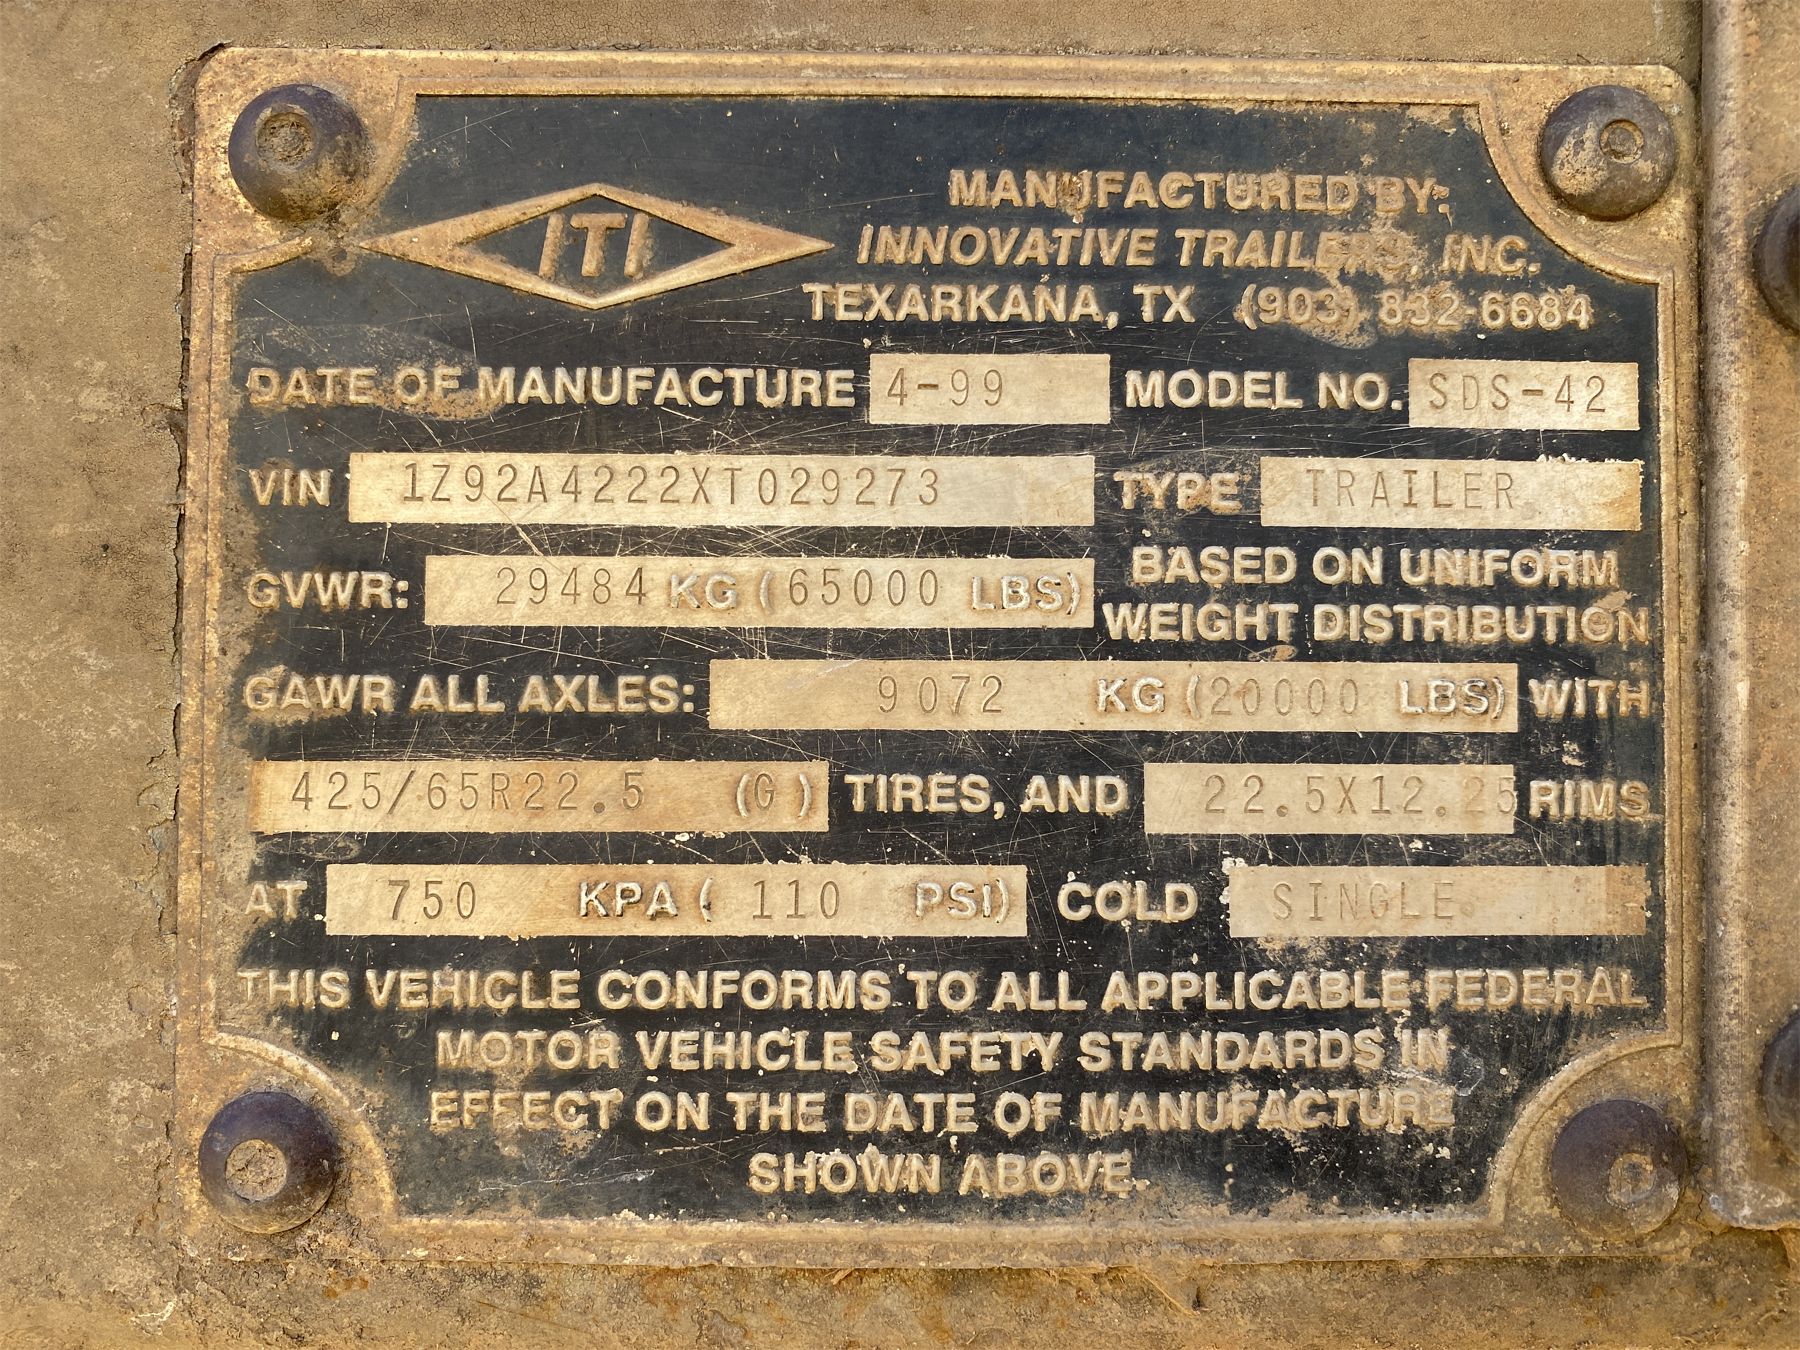 ITI
MANUFACTURED BY:
INNOVATIVE TRAILERS, INC.
TEXARKANA, TX (903) 832-6684
DATE OF MANUFACTURE 4-99 MODEL NO. SDS-42
VIN 1Z92A4222XT029273 TYPE TRAILER
GVWR: 29484 KG (65000 LBS) BASED ON UNIFORM
WEIGHT DISTRIBUTION
GAWR ALL AXLES: 9072 KG (20000 LBS) WITH
425/65R22.5 (G) TIRES, AND 22.5X12.25 RIMS
AT 750 KPA (110 PSI) COLD SINGLE
THIS VEHICLE CONFORMS TO ALL APPLICABLE FEDERAL
MOTOR VEHICLE SAFETY STANDARDS IN
EFFECT ON THE DATE OF MANUFACTURE
SHOWN ABOVE.